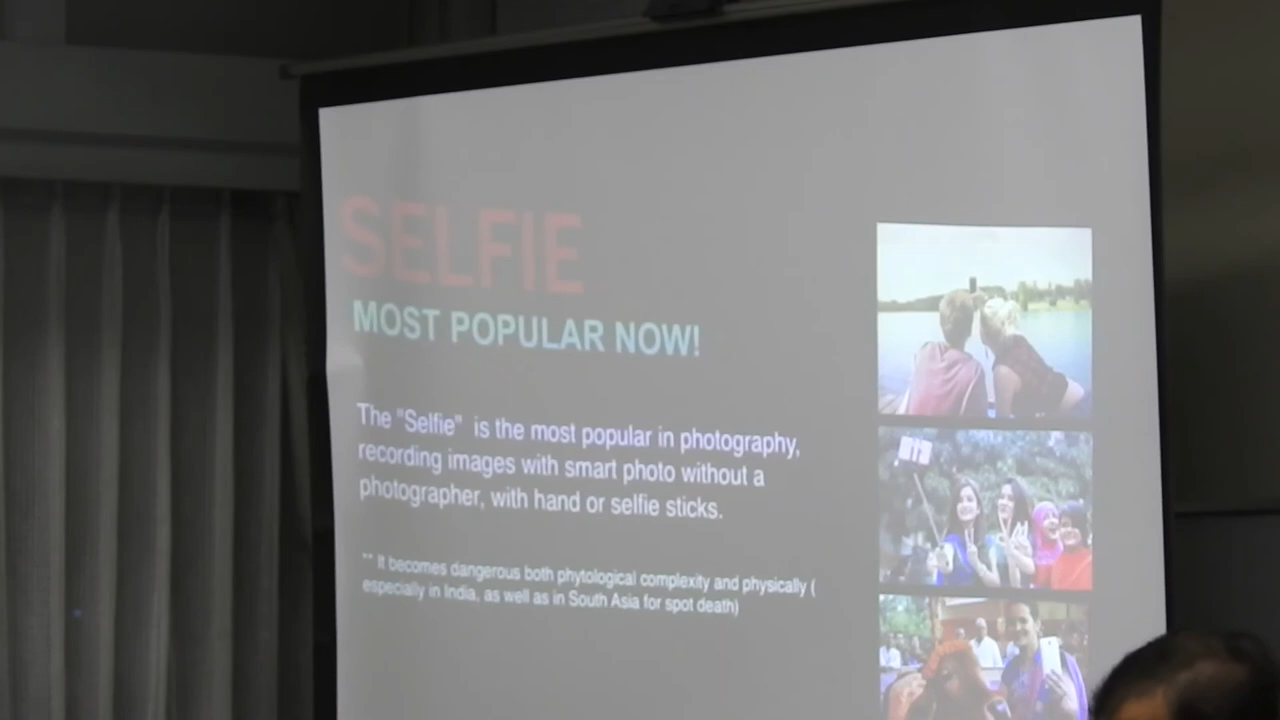 SELFIE
MOST POPULAR NOW!
The "Selfie" is the most popular in photography,
recording images with smart photo without a
photographer, with hand or selfie sticks.
** It becomes dangerous both phytological complexity and physically (
especially in India, as well as in South Asia for spot death)